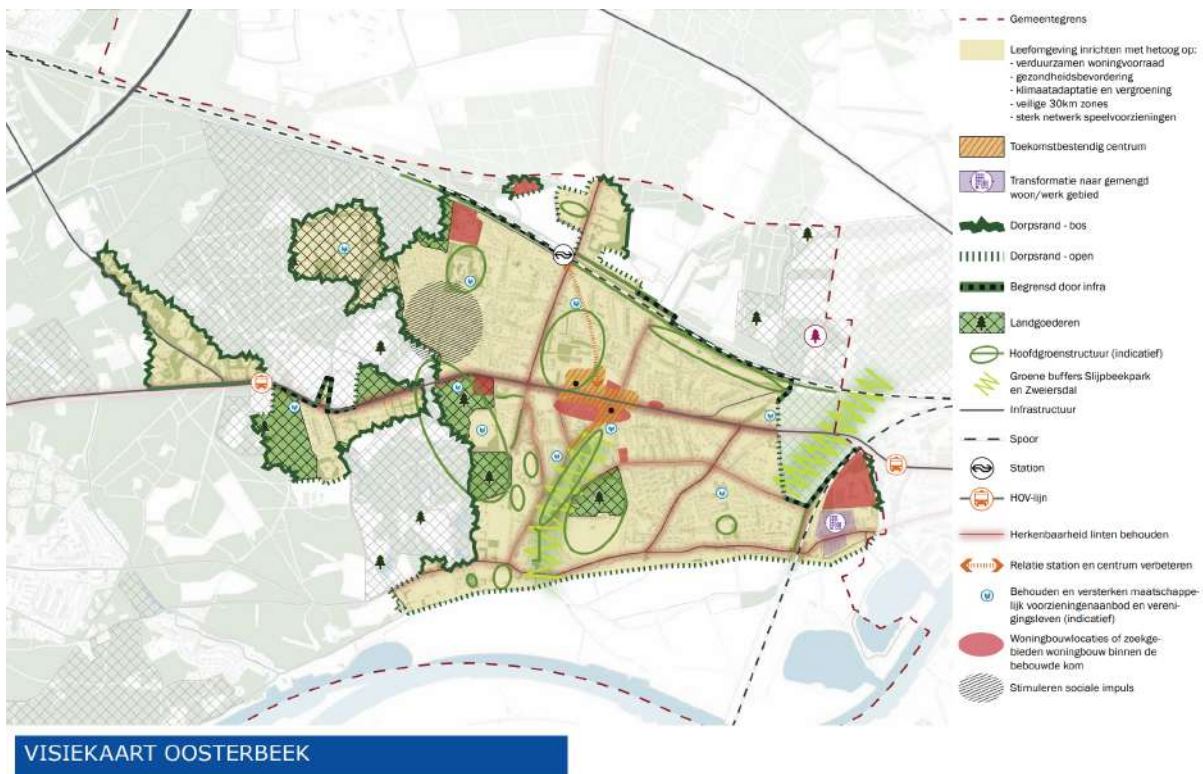 Gemeentegrens
Leefomgeving inrichten met hetoog op:
- verduurzamen woningvoorraad
- gezondheidsbevordering
- klimaatadaptatie en vergroening
- veilige 30km zones
- sterk netwerk speelvoorzieningen
Toekomstbestendig centrum
Transformatie naar gemengd
woon/werk gebied
Dorpsrand - bos
Dorpsrand - open
Begrensd door infra
Landgoederen
Hoofdgroenstructuur (indicatief)
Groene buffers Slijpbeekpark
en Zweiersdal
Infrastructuur
Spoor
Station
HOV-lijn
Herkenbaarheid linten behouden
Relatie station en centrum verbeteren
Behouden en versterken maatschappe-
lijk voorzieningenaanbod en vereni-
gingsleven (indicatief)
Woningbouwlocaties of zoekge-
bieden woningbouw binnen de
bebouwde kom
Stimuleren sociale impuls
VISIEKAART OOSTERBEEK